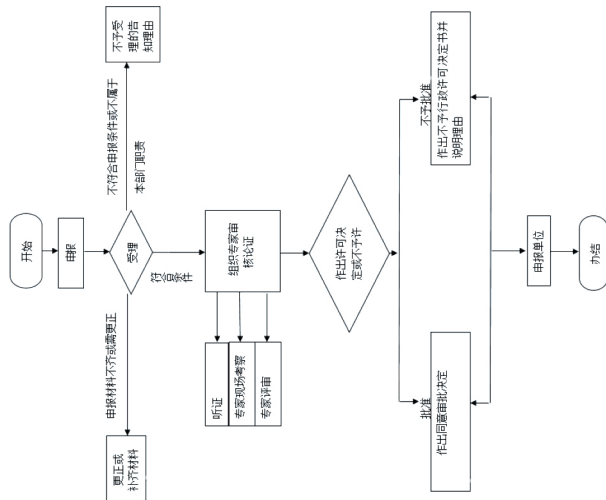 开始
申报
受理
不符合申报条件或不属于
本部门职责
不予受
理的告
知理由
申报材料不齐或需更正
更正或
补齐材料
符合
条件
组织专家审
核论证
听证
专家现场考察
专家评审
作出许可决
定或不予许
不予批准
作出不予行政许可决定书并
说明理由
批准
作出同意审批决定
申报单位
办结